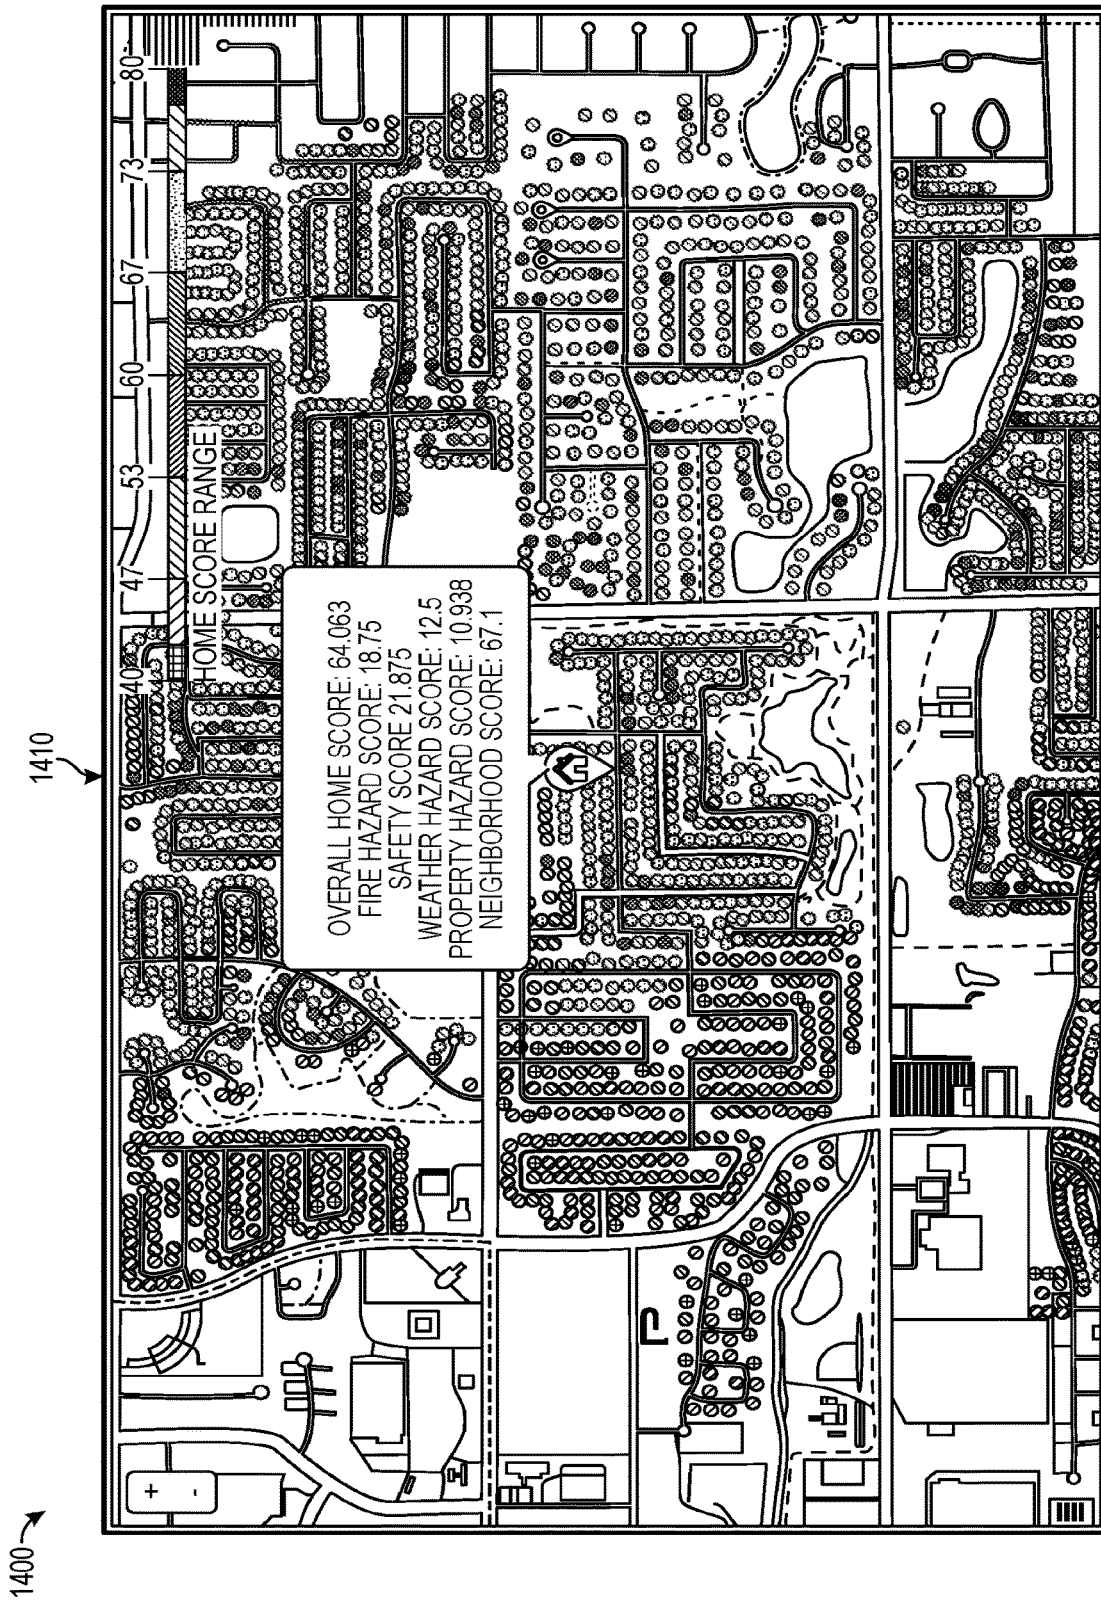 1400
1410
40 47 53 60 67 73 80
HOME SCORE RANGE
OVERALL HOME SCORE: 64.063
FIRE HAZARD SCORE: 18.75
SAFETY SCORE 21.875
WEATHER HAZARD SCORE: 12.5
PROPERTY HAZARD SCORE: 10.938
NEIGHBORHOOD SCORE: 67.1
+
-